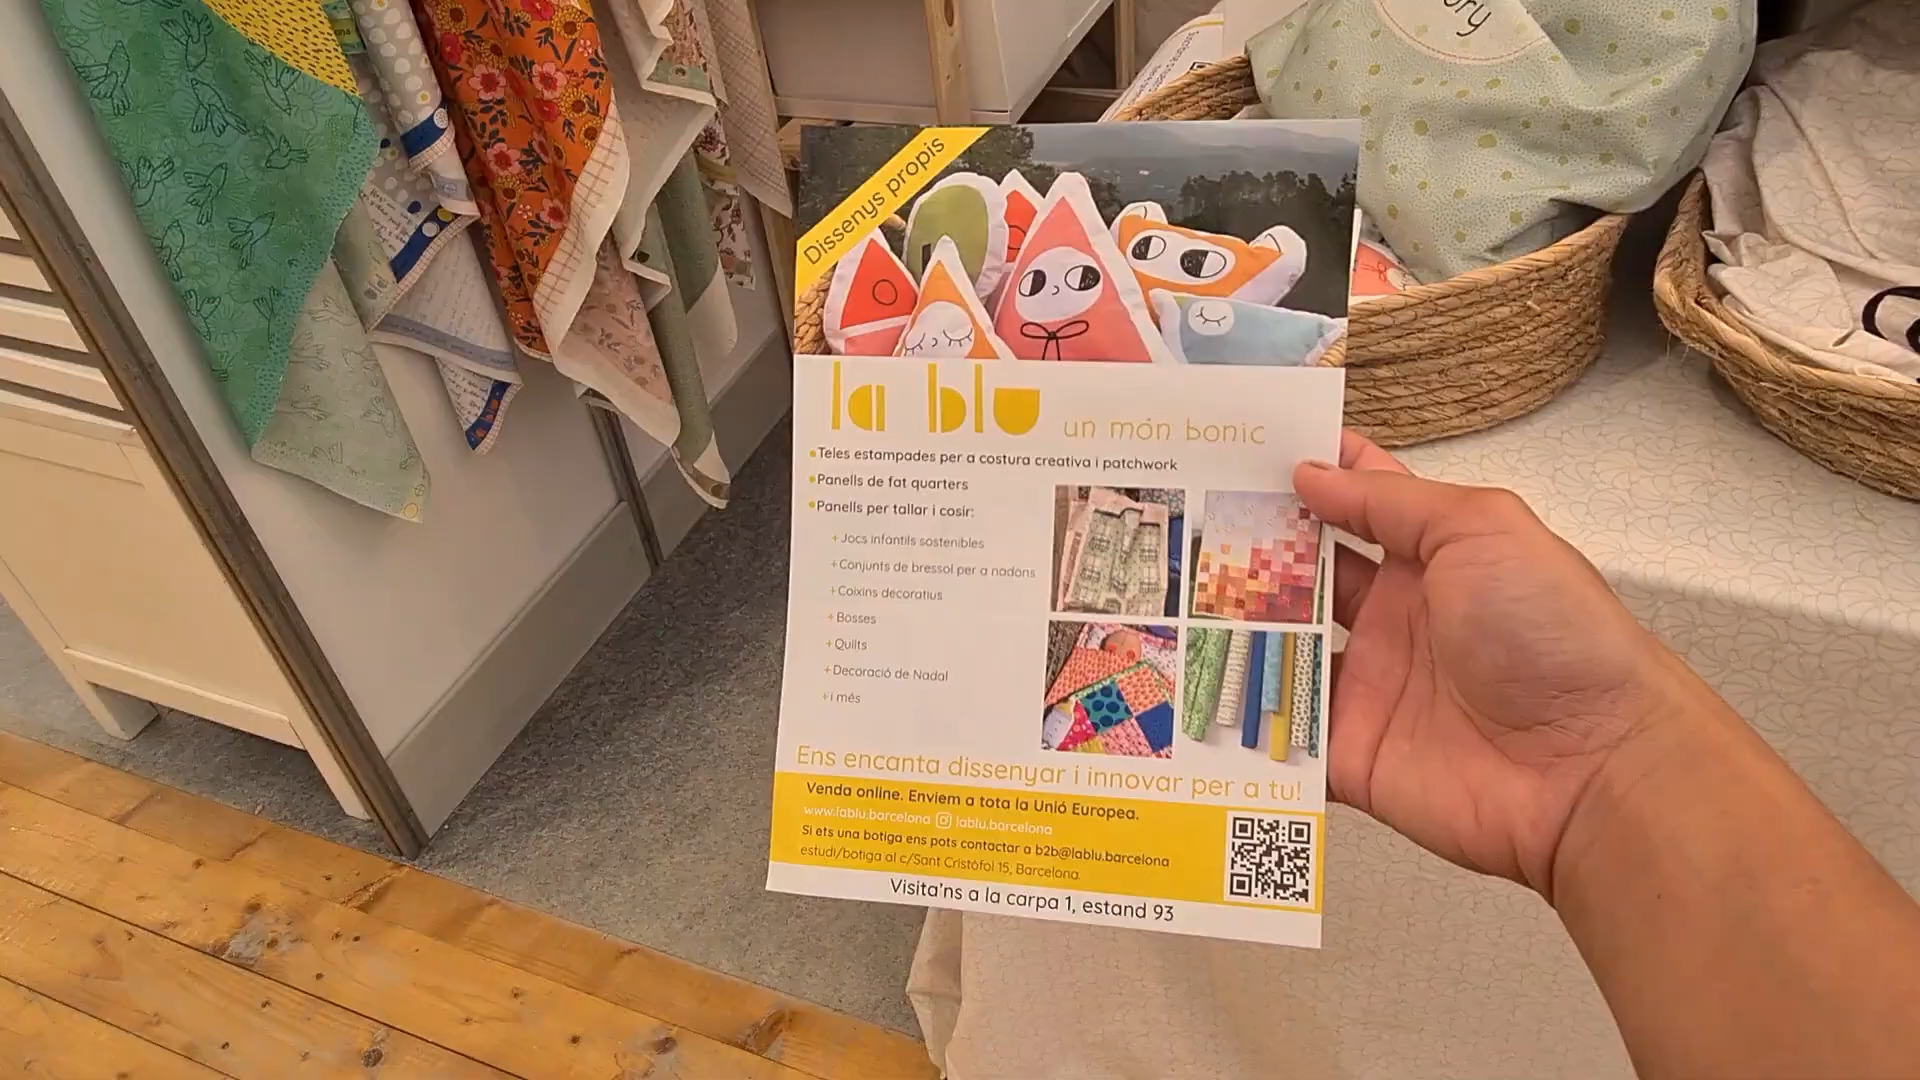 Dissenys propis
la blu un món bonic
Teles estampades per a costura creativa i patchwork
Panells de fat quarters
Panells per tallar i cosir:
+Jocs infantils sostenibles
+Conjunts de bressol per a nadons
+Coixins decoratius
+Bosses
+Quilts
+Decoració de Nadal
+i més
Ens encanta dissenyar i innovar per a tu!
Venda online. Enviem a tota la Unió Europea.
www.lablu.barcelona lablu.barcelona
Si ets una botiga ens pots contactar a b2b@lablu.barcelona
estudi/botiga al c/Sant Cristòfol 15, Barcelona.
Visita'ns a la carpa 1, estand 93